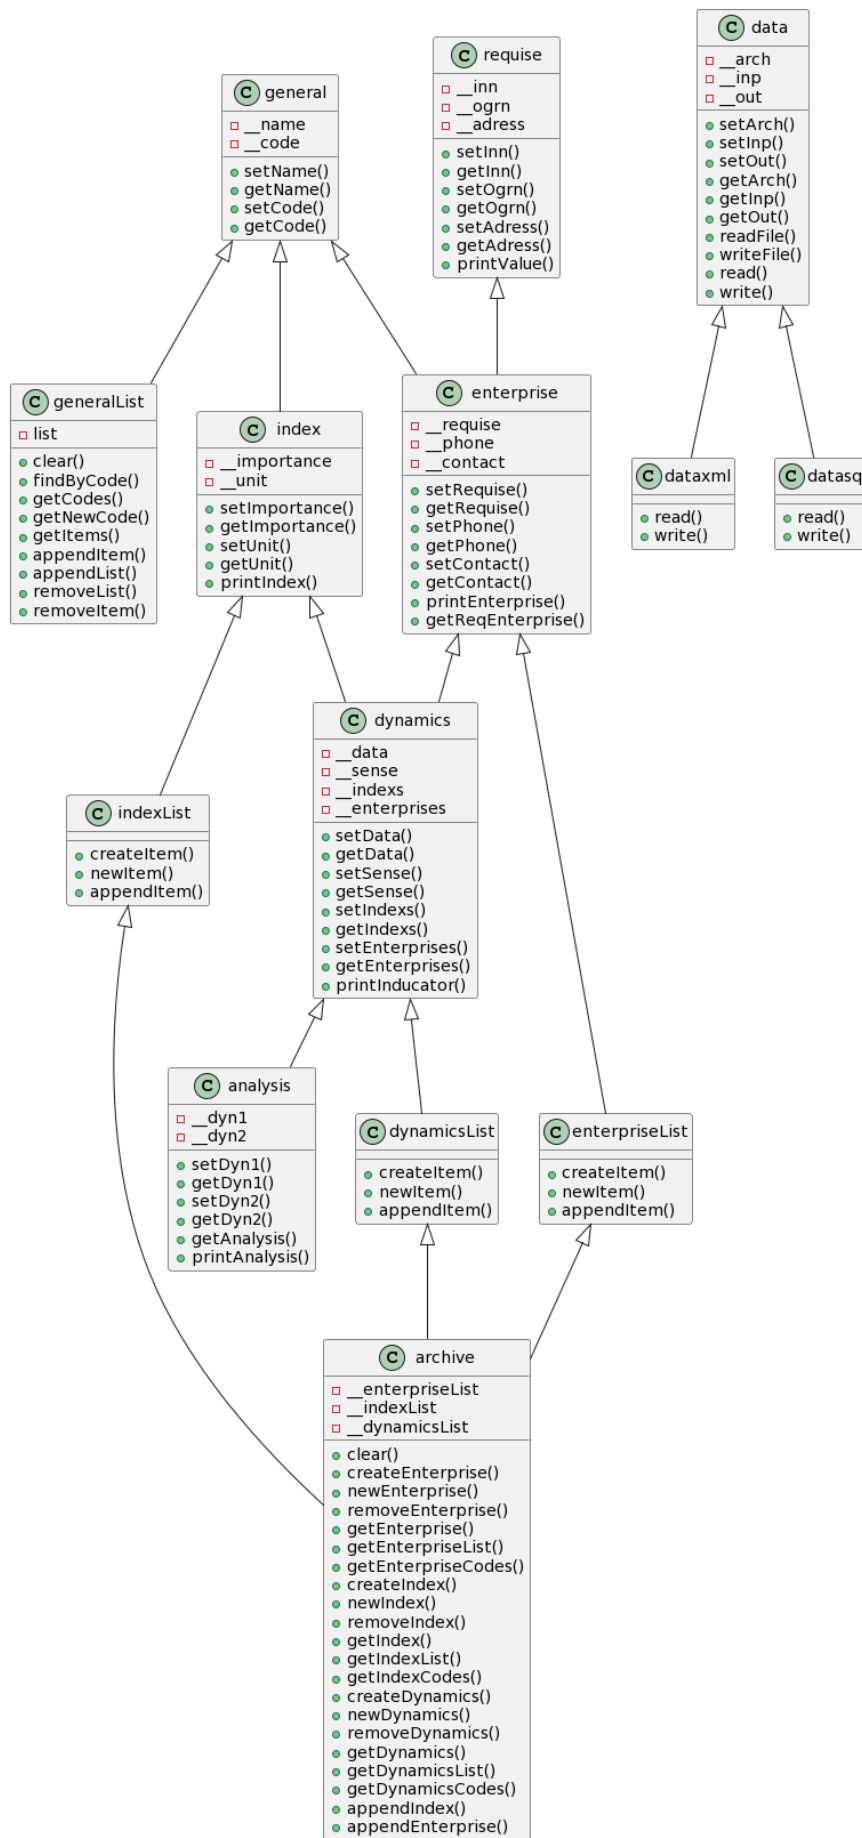 C data
__arch
__inp
__out
setArch()
setInp()
setOut()
getArch()
getInp()
getOut()
readFile()
writeFile()
read()
write()
C requise
__inn
__ogrn
__adress
setInn()
getInn()
setOgrn()
getOgrn()
setAdress()
getAdress()
printValue()
C general
__name
__code
setName()
getName()
setCode()
getCode()
C generalList
list
clear()
findByCode()
getCodes()
getNewCode()
getItems()
appendItem()
appendList()
removeList()
removeItem()
C index
__importance
__unit
setImportance()
getImportance()
setUnit()
getUnit()
printIndex()
C enterprise
__requise
__phone
__contact
setRequise()
getRequise()
setPhone()
getPhone()
setContact()
getContact()
printEnterprise()
getReqEnterprise()
C dataxml
read()
write()
C datasq
read()
write()
C dynamics
__data
__sense
__indexs
__enterprises
setData()
getData()
setSense()
getSense()
setIndexs()
getIndexs()
setEnterprises()
getEnterprises()
printInducator()
C indexList
createItem()
newItem()
appendItem()
C analysis
__dyn1
__dyn2
setDyn1()
getDyn1()
setDyn2()
getDyn2()
getAnalysis()
printAnalysis()
C dynamicsList
createItem()
newItem()
appendItem()
C enterpriseList
createItem()
newItem()
appendItem()
C archive
__enterpriseList
__indexList
__dynamicsList
clear()
createEnterprise()
newEnterprise()
removeEnterprise()
getEnterprise()
getEnterpriseList()
getEnterpriseCodes()
createIndex()
newIndex()
removeIndex()
getIndex()
getIndexList()
getIndexCodes()
createDynamics()
newDynamics()
removeDynamics()
getDynamics()
getDynamicsList()
getDynamicsCodes()
appendIndex()
appendEnterprise()